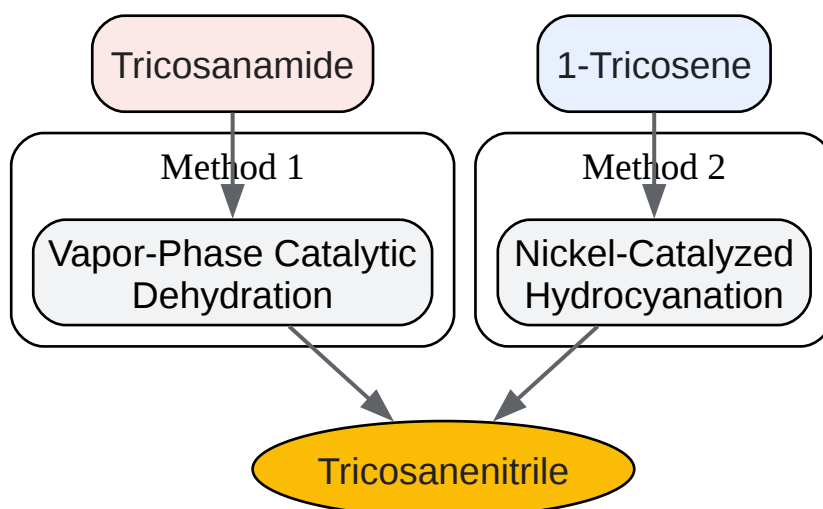 Tricosanamide
1-Tricosene
Method 1
Method 2
Vapor-Phase Catalytic
Dehydration
Nickel-Catalyzed
Hydrocyanation
Tricosanenitrile